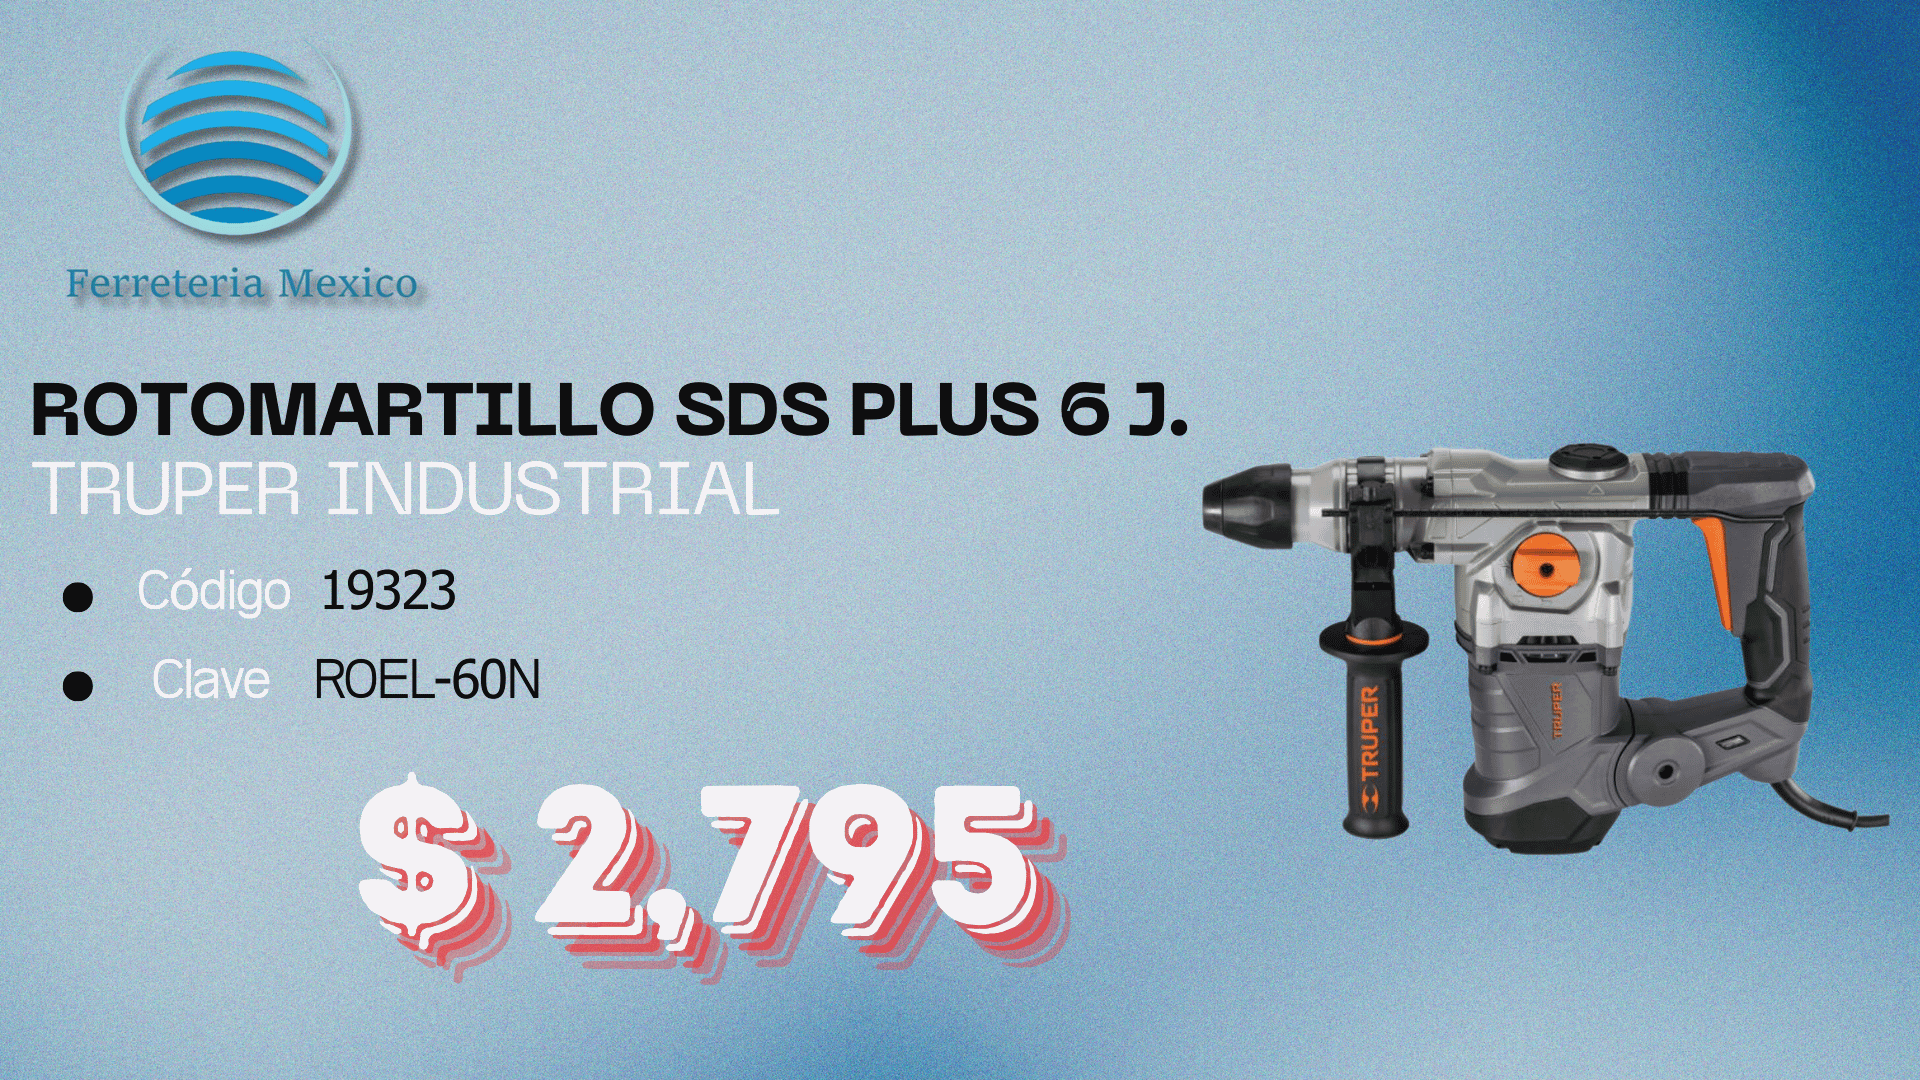 Ferreteria Mexico
ROTOMARTILLO SDS PLUS 6 J.
TRUPER INDUSTRIAL
Código 19323
Clave ROEL-60N
$ 2,795
TRUPER
TRUPER